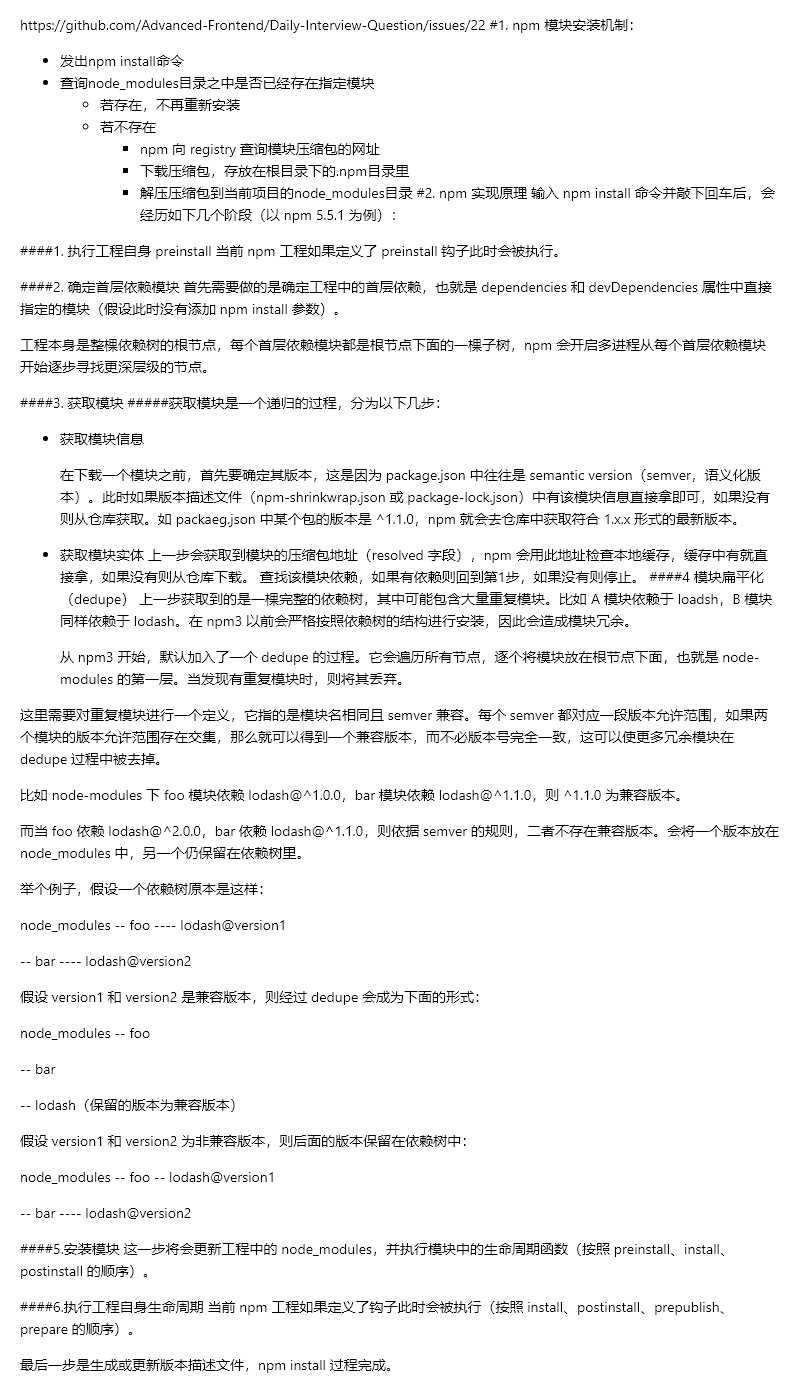 https://github.com/Advanced-Frontend/Daily-Interview-Question/issues/22 #1. npm 模块安装机制：
发出npm install命令
查询node_modules目录之中是否已经存在指定模块
若存在，不再重新安装
若不存在
npm 向 registry 查询模块压缩包的网址
下载压缩包，存放在根目录下的.npm目录里
解压压缩包到当前项目的node_modules目录 #2. npm 实现原理 输入 npm install 命令并敲下回车后，会
经历如下几个阶段（以 npm 5.5.1 为例）：
####1. 执行工程自身 preinstall 当前 npm 工程如果定义了 preinstall 钩子此时会被执行。
####2. 确定首层依赖模块 首先需要做的是确定工程中的首层依赖，也就是 dependencies 和 devDependencies 属性中直接
指定的模块（假设此时没有添加 npm install 参数）。
工程本身是整棵依赖树的根节点，每个首层依赖模块都是根节点下面的一棵子树，npm 会开启多进程从每个首层依赖模块
开始逐步寻找更深层级的节点。
####3. 获取模块 #####获取模块是一个递归的过程，分为以下几步：
获取模块信息
在下载一个模块之前，首先要确定其版本，这是因为 package.json 中往往是 semantic version（semver，语义化版
本）。此时如果版本描述文件（npm-shrinkwrap.json 或 package-lock.json）中有该模块信息直接拿即可，如果没有
则从仓库获取。如 packaeg.json 中某个包的版本是 ^1.1.0，npm 就会去仓库中获取符合 1.x.x 形式的最新版本。
获取模块实体 上一步会获取到模块的压缩包地址（resolved 字段），npm 会用此地址检查本地缓存，缓存中有就直
接拿，如果没有则从仓库下载。 查找该模块依赖，如果有依赖则回到第1步，如果没有则停止。 ####4 模块扁平化
（dedupe） 上一步获取到的是一棵完整的依赖树，其中可能包含大量重复模块。比如 A 模块依赖于 loadsh，B 模块
同样依赖于 lodash。在 npm3 以前会严格按照依赖树的结构进行安装，因此会造成模块冗余。
从 npm3 开始，默认加入了一个 dedupe 的过程。它会遍历所有节点，逐个将模块放在根节点下面，也就是 node-
modules 的第一层。当发现有重复模块时，则将其丢弃。
这里需要对重复模块进行一个定义，它指的是模块名相同且 semver 兼容。每个 semver 都对应一段版本允许范围，如果两
个模块的版本允许范围存在交集，那么就可以得到一个兼容版本，而不必版本号完全一致，这可以使更多冗余模块在
dedupe 过程中被去掉。
比如 node-modules 下 foo 模块依赖 lodash@^1.0.0，bar 模块依赖 lodash@^1.1.0，则 ^1.1.0 为兼容版本。
而当 foo 依赖 lodash@^2.0.0，bar 依赖 lodash@^1.1.0，则依据 semver 的规则，二者不存在兼容版本。会将一个版本放在
node_modules 中，另一个仍保留在依赖树里。
举个例子，假设一个依赖树原本是这样：
node_modules -- foo ---- lodash@version1
-- bar ---- lodash@version2
假设 version1 和 version2 是兼容版本，则经过 dedupe 会成为下面的形式：
node_modules -- foo
-- bar
-- lodash（保留的版本为兼容版本）
假设 version1 和 version2 为非兼容版本，则后面的版本保留在依赖树中：
node_modules -- foo -- lodash@version1
-- bar ---- lodash@version2
####5.安装模块 这一步将会更新工程中的 node_modules，并执行模块中的生命周期函数（按照 preinstall、install、
postinstall 的顺序）。
####6.执行工程自身生命周期 当前 npm 工程如果定义了钩子此时会被执行（按照 install、postinstall、prepublish、
prepare 的顺序）。
最后一步是生成或更新版本描述文件，npm install 过程完成。